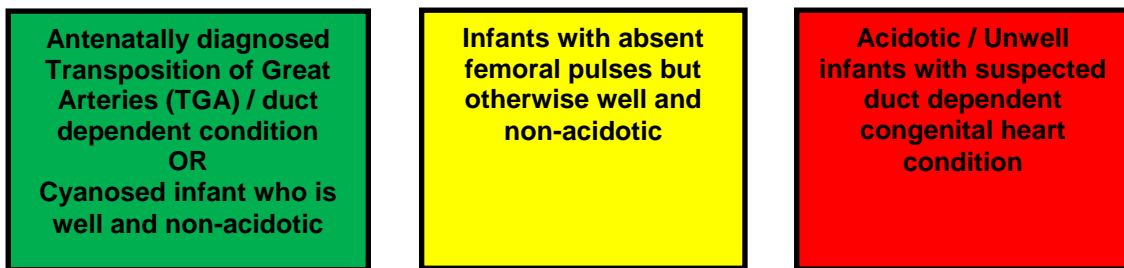 Antenatally diagnosed
Transposition of Great
Arteries (TGA) / duct
dependent condition
OR
Cyanosed infant who is
well and non-acidotic
Infants with absent
femoral pulses but
otherwise well and
non-acidotic
Acidotic / Unwell
infants with suspected
duct dependent
congenital heart
condition